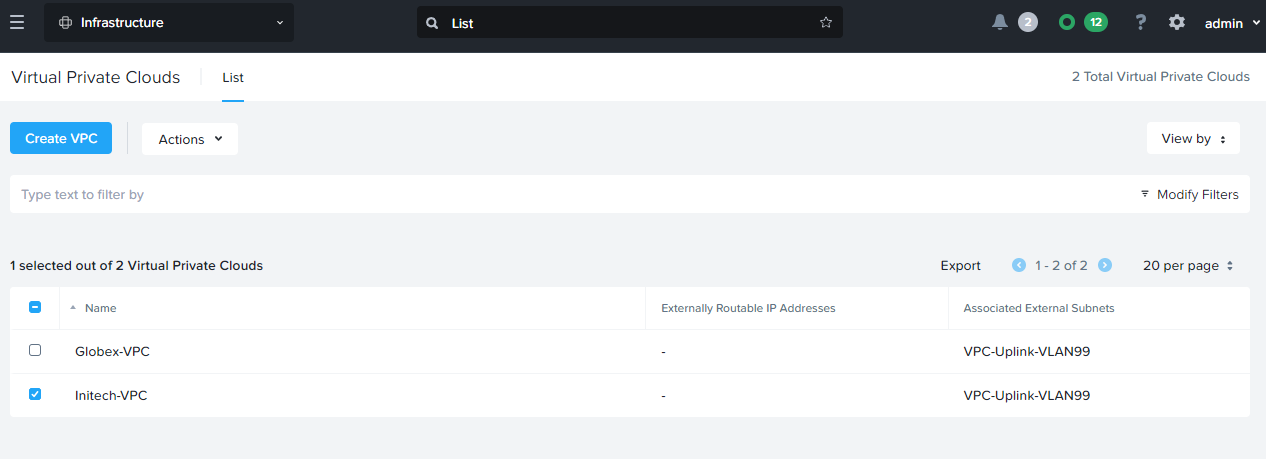 Infrastructure List 2 12 ? admin
Virtual Private Clouds List 2 Total Virtual Private Clouds
Create VPC Actions View by
Type text to filter by Modify Filters
1 selected out of 2 Virtual Private Clouds Export 1 - 2 of 2 20 per page
Name Externally Routable IP Addresses Associated External Subnets
Globex-VPC - VPC-Uplink-VLAN99
Initech-VPC - VPC-Uplink-VLAN99